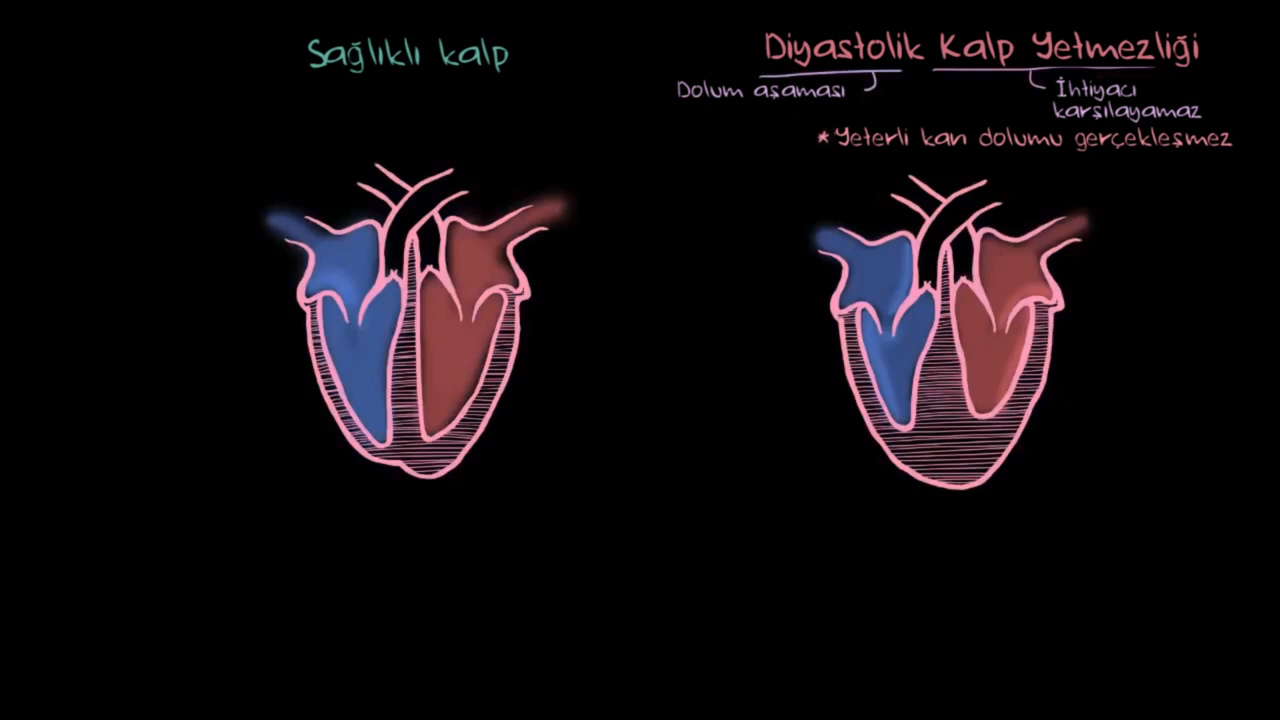 Sağlıklı kalp
Diyastolik Kalp Yetmezliği
Dolum aşaması
İhtiyacı
karşılayamaz
*Yeterli kan dolumu gerçekleşmez